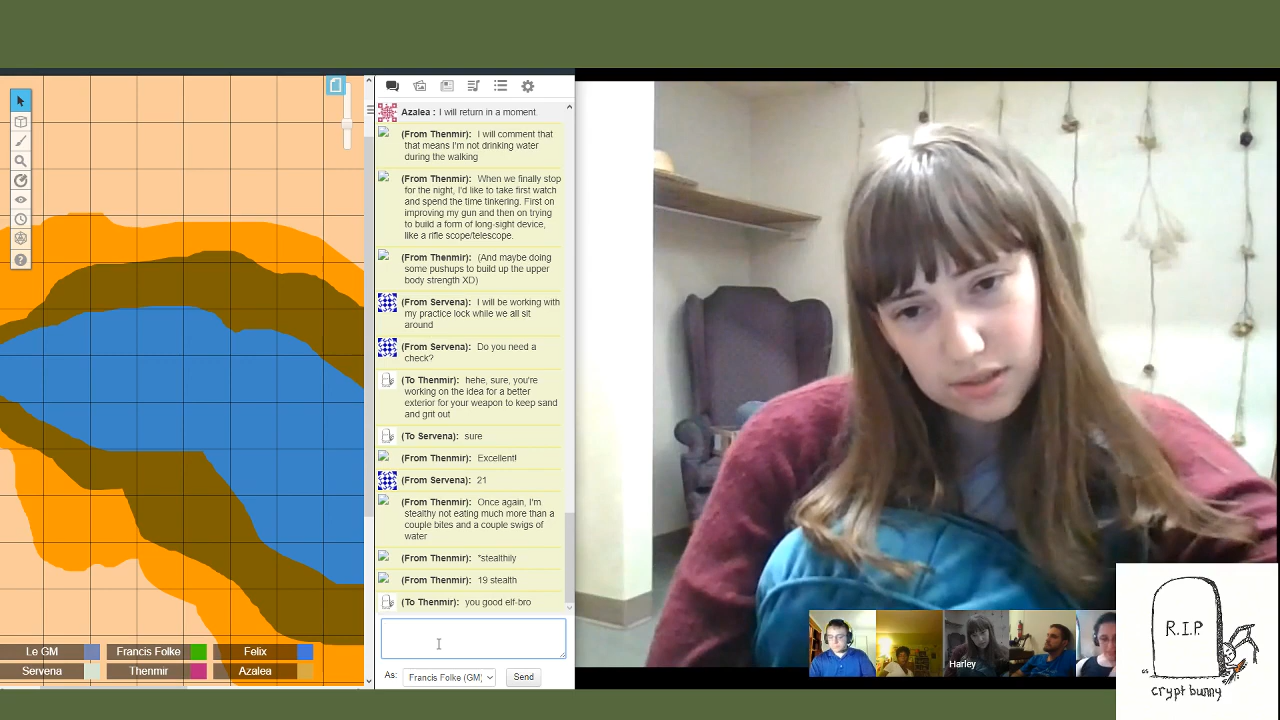 Azalea : I will return in a moment.
(From Thenmir): I will comment that
that means I'm not drinking water
during the walking
(From Thenmir): When we finally stop
for the night, I'd like to take first watch
and spend the time tinkering. First on
improving my gun and then on trying
to build a form of long-sight device,
like a rifle scope/telescope.
(From Thenmir): (And maybe doing
some pushups to build up the upper
body strength XD)
(From Servena): I will be working with
my practice lock while we all sit
around
(From Servena): Do you need a
check?
(To Thenmir): hehe, sure, you're
working on the idea for a better
exterior for your weapon to keep sand
and grit out
(To Servena): sure
(From Thenmir): Excellent!
(From Servena): 21
(From Thenmir): Once again, I'm
stealthy not eating much more than a
couple bites and a couple swigs of
water
(From Thenmir): *stealthily
(From Thenmir): 19 stealth
(To Thenmir): you good elf-bro
As: Francis Folke (GM) Send
Le GM Francis Folke Felix
Servena Thenmir Azalea
Harley
R.I.P.
crypt bunny